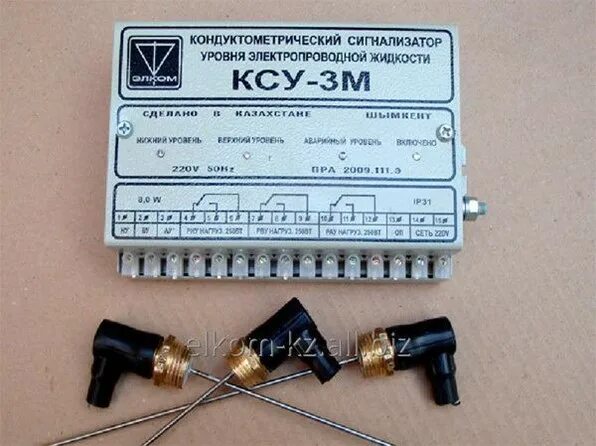 КОНДУКТОМЕТРИЧЕСКИЙ СИГНАЛИЗАТОР
УРОВНЯ ЭЛЕКТРОПРОВОДНОЙ ЖИДКОСТИ
ЭЛКОМ
КСУ-3М
СДЕЛАНО В КАЗАХСТАНЕ ШЫМКЕНТ
НИЖНИЙ УРОВЕНЬ ВЕРХНИЙ УРОВЕНЬ АВАРИЙНЫЙ УРОВЕНЬ ВКЛЮЧЕНО
220V 50Hz ПРА 2009.111.Э
8,0 W IP31
1 2 3 4 5 6 7 8 9 10 11 12 13 14 15
НУ ВУ АУ РНУ НАГРУЗ. 250ВТ РВУ НАГРУЗ. 250ВТ РАУ НАГРУЗ. 250ВТ ОП СЕТЬ 220V
elkom-kz.all.biz